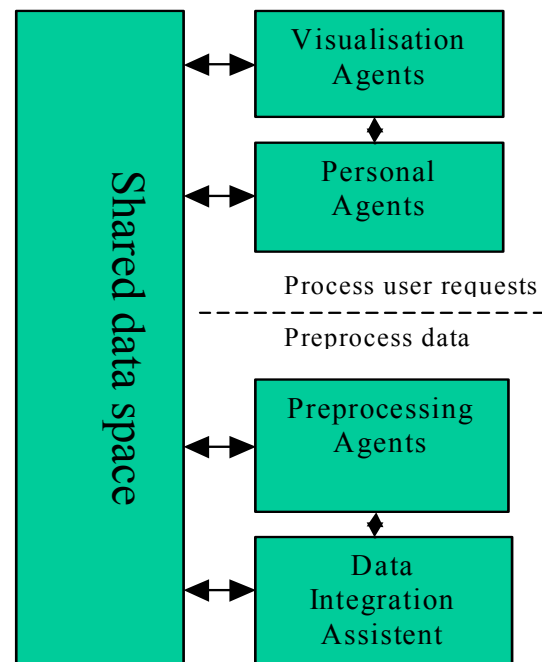 Shared data space
Visualisation
Agents
Personal
Agents
Process user requests
Preprocess data
Preprocessing
Agents
Data
Integration
Assistent